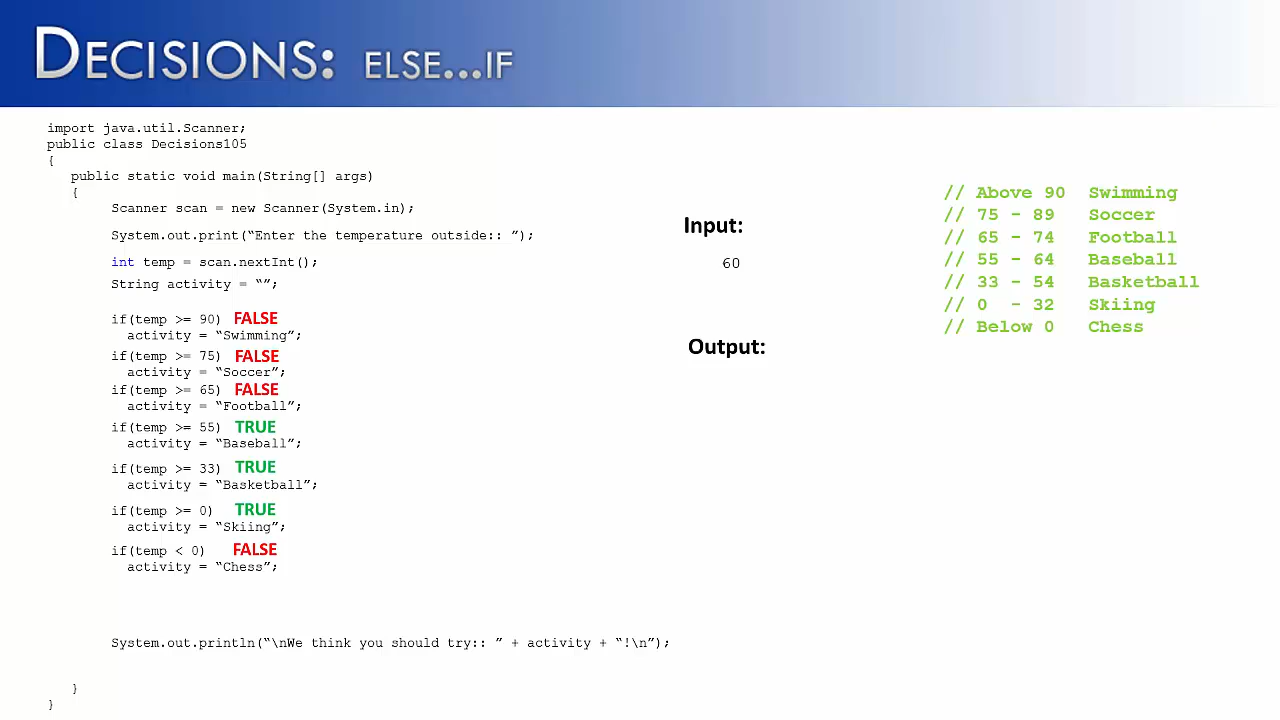 DECISIONS: ELSE...IF
import java.util.Scanner;
public class Decisions105
{
public static void main(String[] args)
{
Scanner scan = new Scanner(System.in);
System.out.print(“Enter the temperature outside:: ”);
int temp = scan.nextInt();
String activity = “”;
if(temp >= 90) FALSE
activity = “Swimming”;
if(temp >= 75) FALSE
activity = “Soccer”;
if(temp >= 65) FALSE
activity = “Football”;
if(temp >= 55) TRUE
activity = “Baseball”;
if(temp >= 33) TRUE
activity = “Basketball”;
if(temp >= 0) TRUE
activity = “Skiing”;
if(temp < 0) FALSE
activity = “Chess”;
System.out.println(“\nWe think you should try:: ” + activity + “!\n”);
}
}
Input:
60
Output:
// Above 90 Swimming
// 75 - 89 Soccer
// 65 - 74 Football
// 55 - 64 Baseball
// 33 - 54 Basketball
// 0 - 32 Skiing
// Below 0 Chess